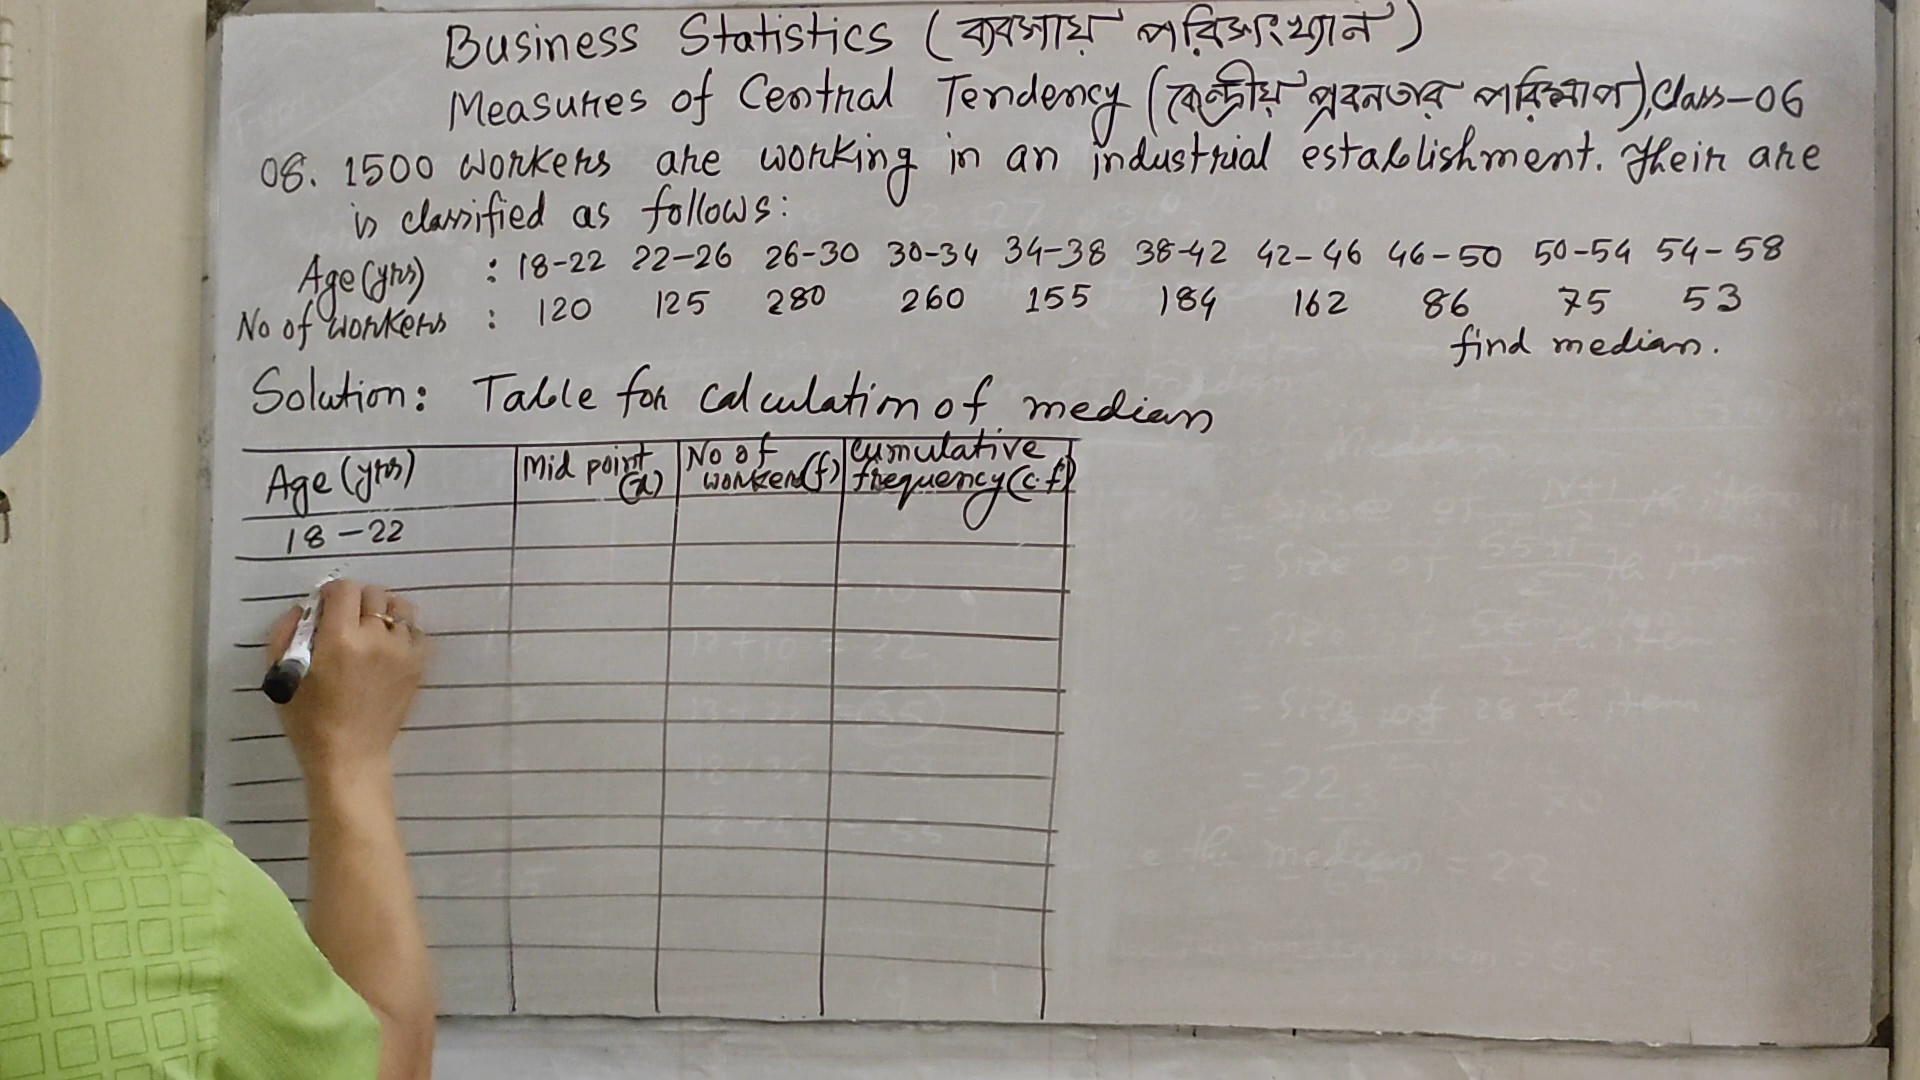 Business Statistics (ব্যবসায় পরিসংখ্যান)
Measures of Central Tendency (কেন্দ্রীয় প্রবনতার পরিমাপ), Class-06
08. 1500 workers are working in an industrial establishment. Their are
is classified as follows:
Age (yrs) : 18-22 22-26 26-30 30-34 34-38 38-42 42-46 46-50 50-54 54-58
No of workers : 120 125 280 260 155 184 162 86 75 53
find median.
Solution: Table for calculation of median
Age (yrs) Mid point (x) No of workers (f) Cumulative frequency (c.f)
18-22